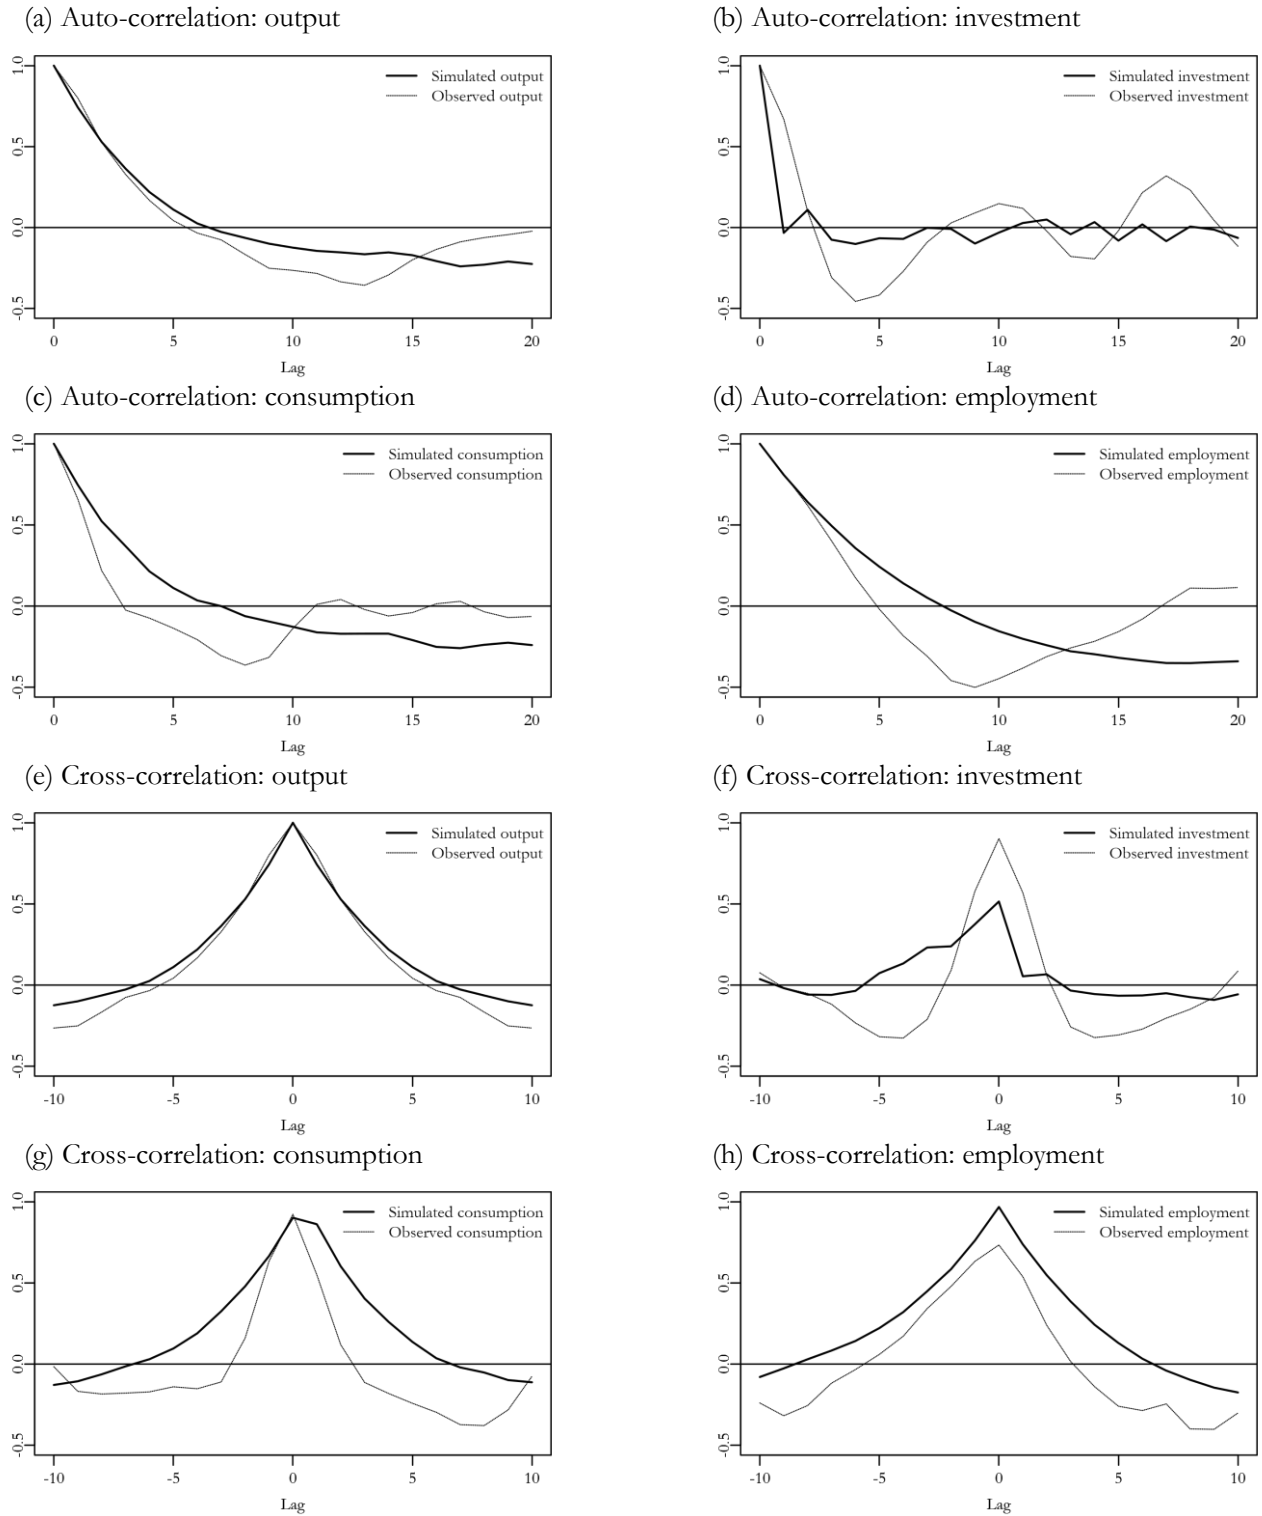 (a) Auto-correlation: output
1.0
0.5
0.0
-0.5
Simulated output
Observed output
0 5 10 15 20
Lag
(b) Auto-correlation: investment
1.0
0.5
0.0
-0.5
Simulated investment
Observed investment
0 5 10 15 20
Lag
(c) Auto-correlation: consumption
1.0
0.5
0.0
-0.5
Simulated consumption
Observed consumption
0 5 10 15 20
Lag
(d) Auto-correlation: employment
1.0
0.5
0.0
-0.5
Simulated employment
Observed employment
0 5 10 15 20
Lag
(e) Cross-correlation: output
1.0
0.5
0.0
-0.5
Simulated output
Observed output
-10 -5 0 5 10
Lag
(f) Cross-correlation: investment
1.0
0.5
0.0
-0.5
Simulated investment
Observed investment
-10 -5 0 5 10
Lag
(g) Cross-correlation: consumption
1.0
0.5
0.0
-0.5
Simulated consumption
Observed consumption
-10 -5 0 5 10
Lag
(h) Cross-correlation: employment
1.0
0.5
0.0
-0.5
Simulated employment
Observed employment
-10 -5 0 5 10
Lag